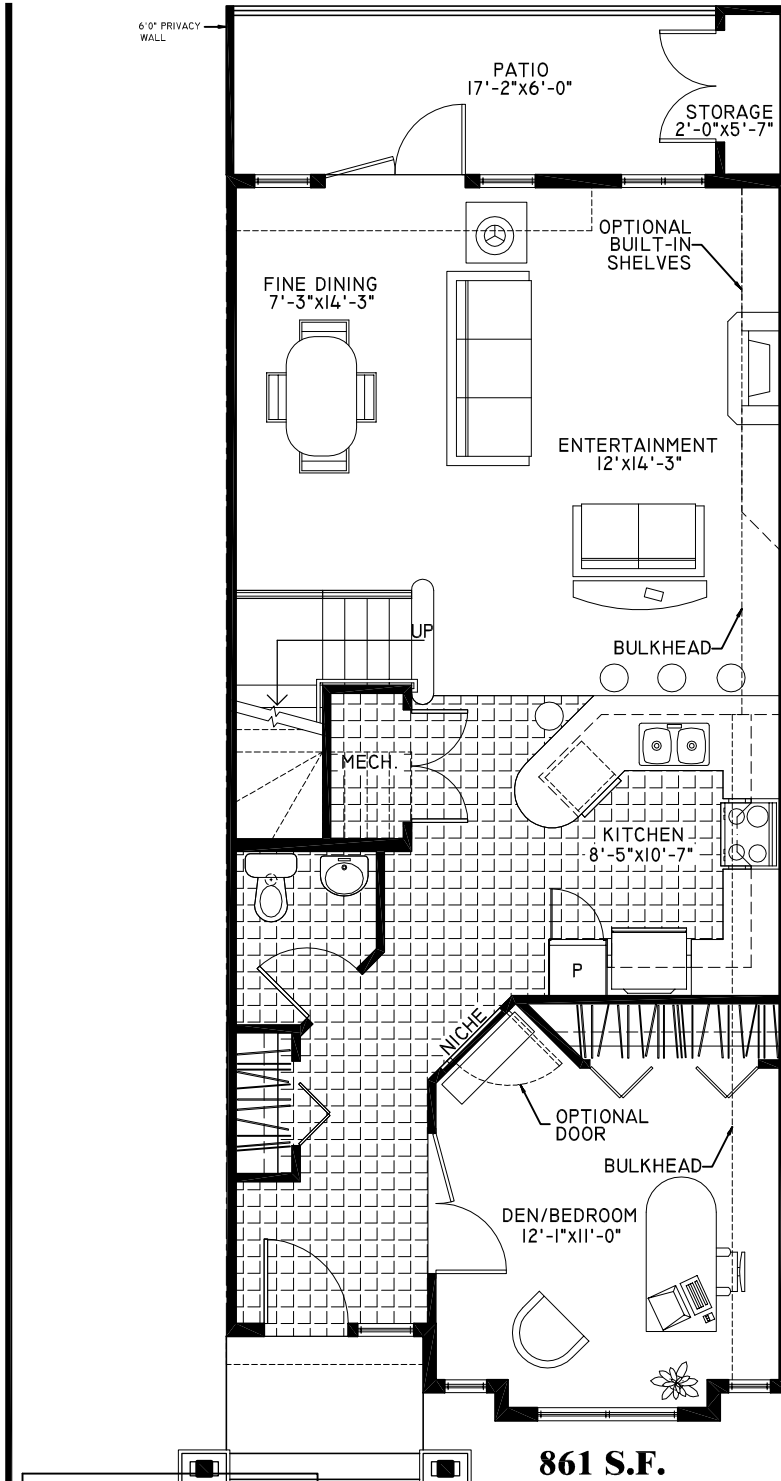 6'0" PRIVACY
WALL
PATIO
17'-2"x6'-0"
STORAGE
2'-0"x5'-7"
OPTIONAL
BUILT-IN
SHELVES
FINE DINING
7'-3"x14'-3"
ENTERTAINMENT
12'x14'-3"
UP
BULKHEAD
MECH.
KITCHEN
8'-5"x10'-7"
P
NICHE
OPTIONAL
DOOR
BULKHEAD
DEN/BEDROOM
12'-1"x11'-0"
861 S.F.